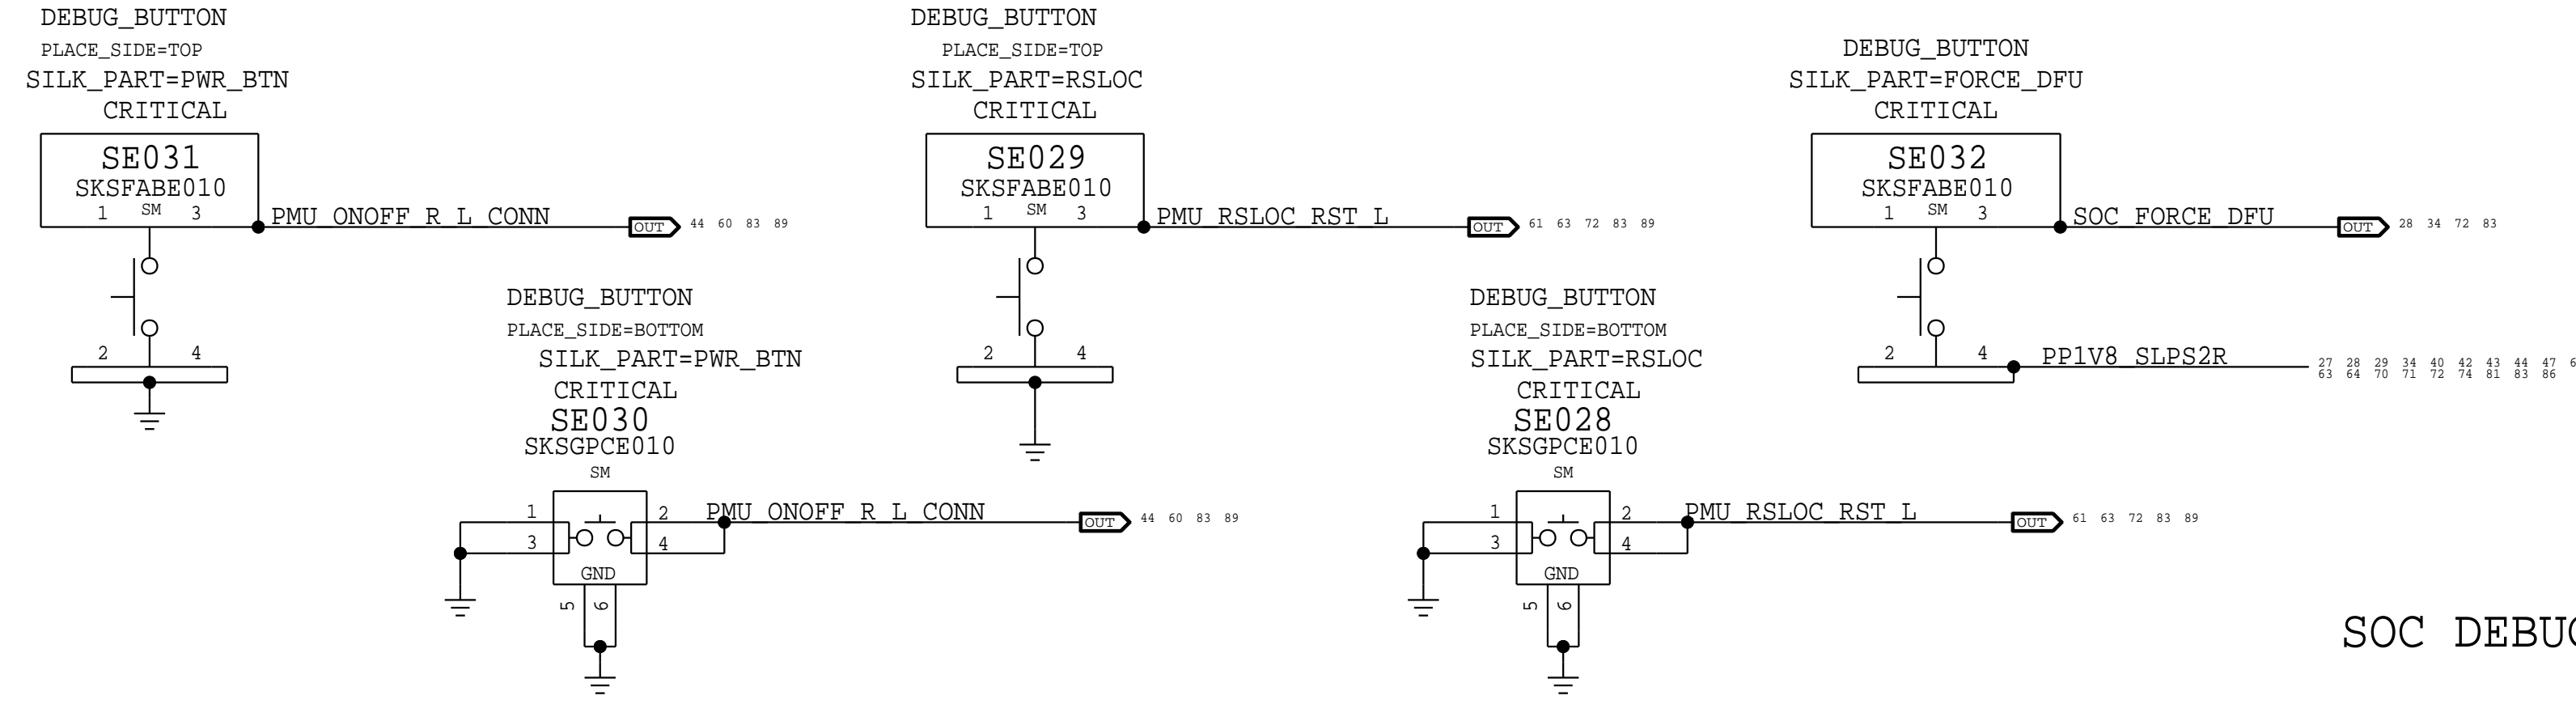 DEBUG_BUTTON
PLACE_SIDE=TOP
SILK_PART=PWR_BTN
CRITICAL
SE031
SKSFABE010
1 SM 3
PMU_ONOFF_R_L_CONN
OUT
44 60 83 89
2 4
DEBUG_BUTTON
PLACE_SIDE=TOP
SILK_PART=RSLOC
CRITICAL
SE029
SKSFABE010
1 SM 3
PMU_RSLOC_RST_L
OUT
61 63 72 83 89
2 4
DEBUG_BUTTON
SILK_PART=FORCE_DFU
CRITICAL
SE032
SKSFABE010
1 SM 3
SOC_FORCE_DFU
OUT
28 34 72 83
2 4
PP1V8_SLPS2R
27 28 29 34 40 42 43 44 47
63 64 70 71 72 74 81 83 86
DEBUG_BUTTON
PLACE_SIDE=BOTTOM
SILK_PART=PWR_BTN
CRITICAL
SE030
SKSGPCE010
SM
1 2
3 4
GND
5 6
PMU_ONOFF_R_L_CONN
OUT
44 60 83 89
DEBUG_BUTTON
PLACE_SIDE=BOTTOM
SILK_PART=RSLOC
CRITICAL
SE028
SKSGPCE010
SM
1 2
3 4
GND
5 6
PMU_RSLOC_RST_L
OUT
61 63 72 83 89
SOC DEBUG